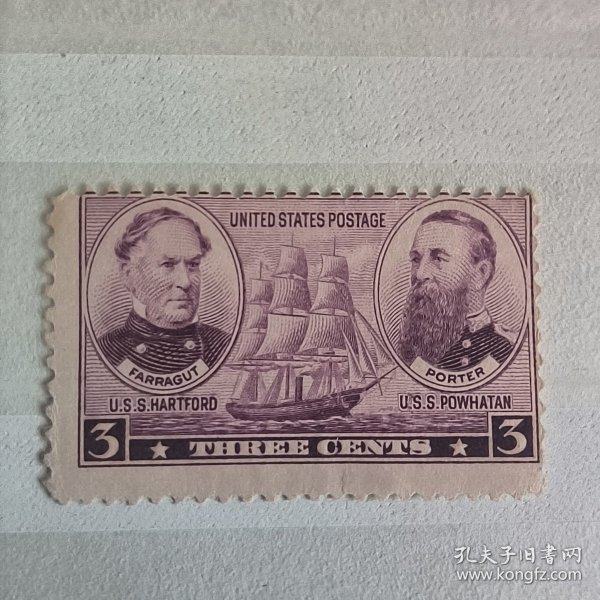 UNITED STATES POSTAGE
FARRAGUT
PORTER
U.S.S. HARTFORD
U.S.S. POWHATAN
3 THREE CENTS 3
孔夫子旧书网
www.kongfz.com